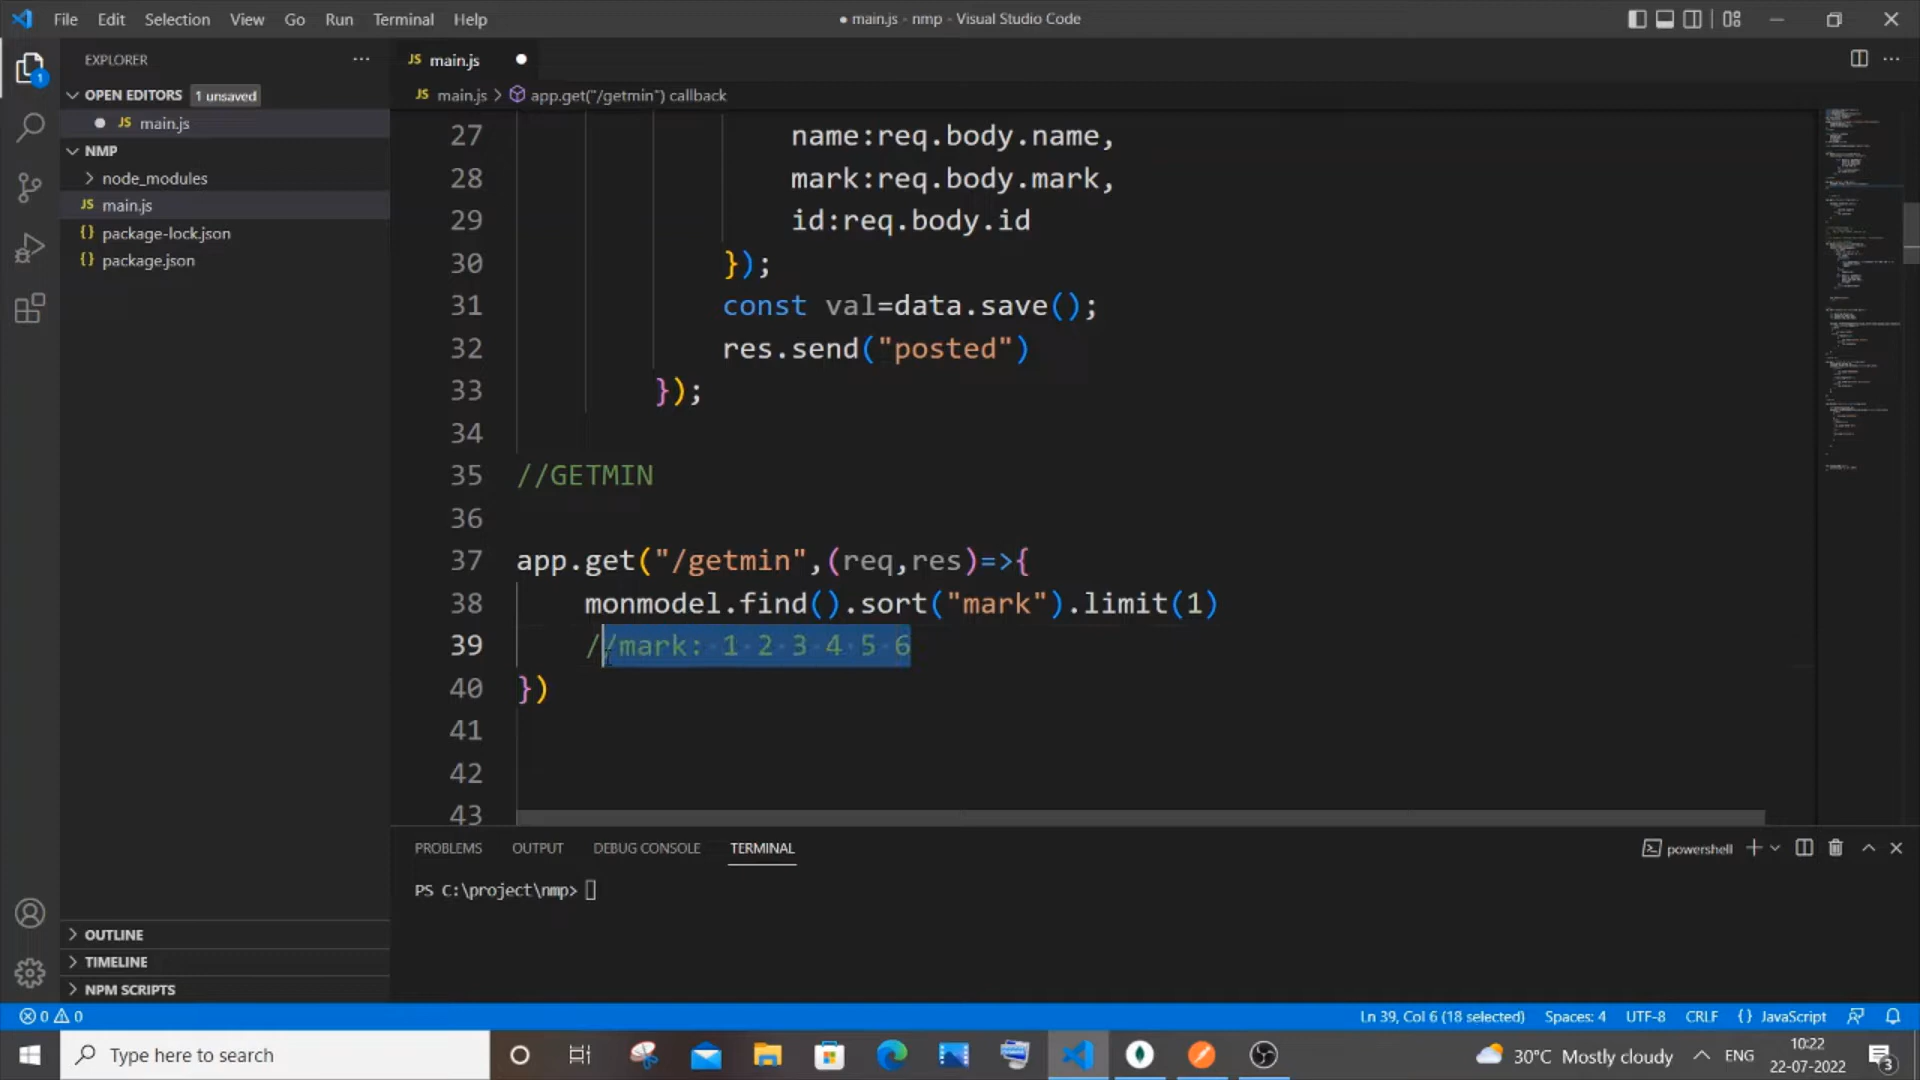 File Edit Selection View Go Run Terminal Help
● main.js - nmp - Visual Studio Code
EXPLORER
OPEN EDITORS 1 unsaved
JS main.js
NMP
node_modules
JS main.js
{} package-lock.json
{} package.json
OUTLINE
TIMELINE
NPM SCRIPTS
JS main.js
JS main.js > app.get("/getmin") callback
27 name:req.body.name,
28 mark:req.body.mark,
29 id:req.body.id
30 });
31 const val=data.save();
32 res.send("posted")
33 });
34
35 //GETMIN
36
37 app.get("/getmin",(req,res)=>{
38 monmodel.find().sort("mark").limit(1)
39 //mark: 1 2 3 4 5 6
40 })
41
42
43
PROBLEMS OUTPUT DEBUG CONSOLE TERMINAL
powershell
PS C:\project\nmp>
0 0
Ln 39, Col 6 (18 selected) Spaces: 4 UTF-8 CRLF {} JavaScript
Type here to search
30°C Mostly cloudy ENG
10:22
22-07-2022
3
1